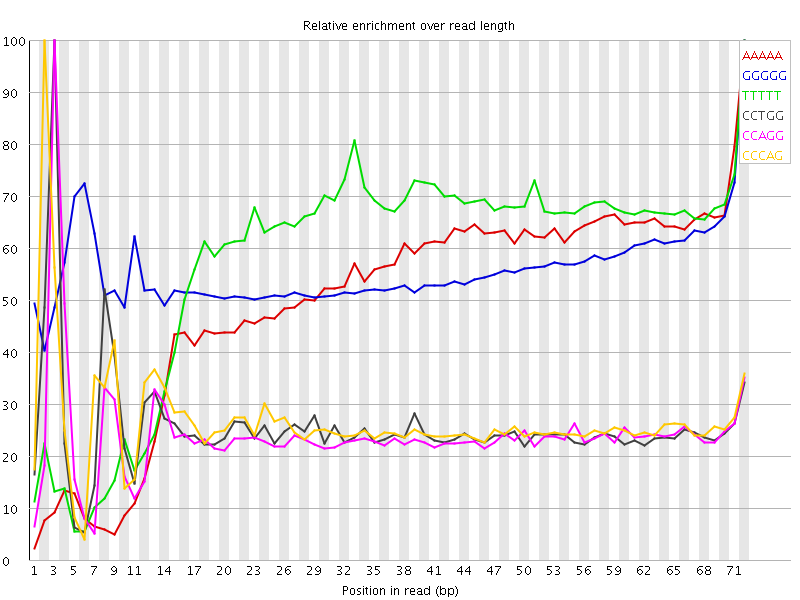 Relative enrichment over read length
100
90
80
70
60
50
40
30
20
10
0
AAAAA
GGGGG
TTTTT
CCTGG
CCAGG
CCCAG
1 2 3 5 7 9 11 14 17 20 23 26 29 32 35 38 41 44 47 50 53 56 59 62 65 68 71
Position in read (bp)